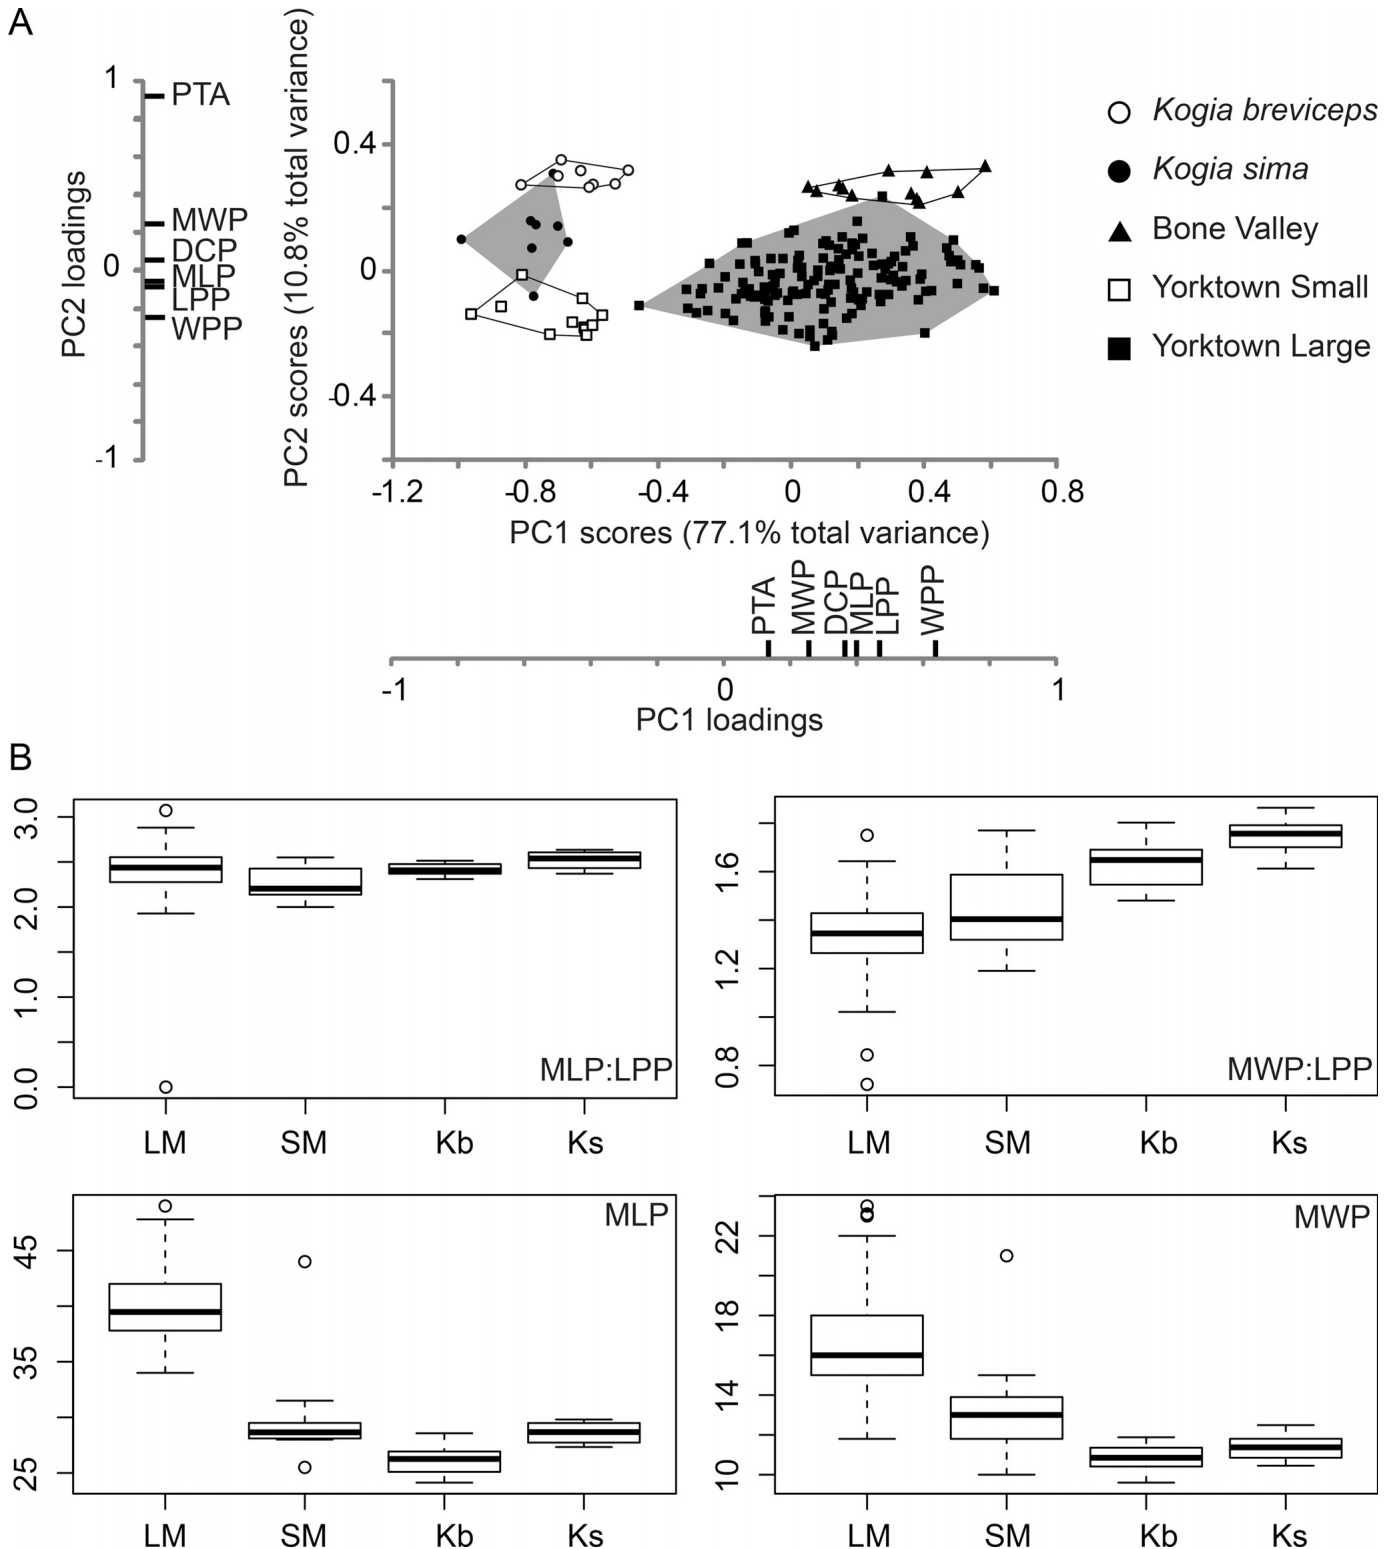 A
PC2 loadings
1
0
-1
PTA
MWP
DCP
MLP
LPP
WPP
PC2 scores (10.8% total variance)
0.4
0
-0.4
-1.2 -0.8 -0.4 0 0.4 0.8
PC1 scores (77.1% total variance)
Kogia breviceps
Kogia sima
Bone Valley
Yorktown Small
Yorktown Large
PTA MWP DCP MLP LPP WPP
-1 0 1
PC1 loadings
B
3.0
2.0
1.0
0.0
MLP:LPP
LM SM Kb Ks
1.6
1.2
0.8
MWP:LPP
LM SM Kb Ks
45
35
25
MLP
LM SM Kb Ks
22
18
14
10
MWP
LM SM Kb Ks